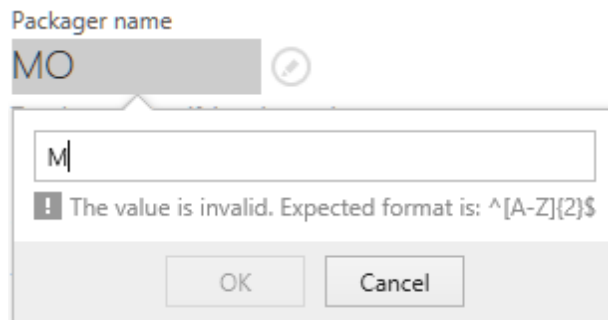 Packager name
MO
M
! The value is invalid. Expected format is: ^[A-Z]{2}$
OK
Cancel